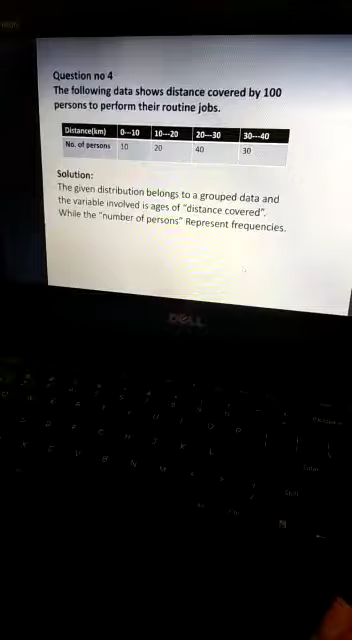 Question no 4
The following data shows distance covered by 100
persons to perform their routine jobs.
Distance(km) 0---10 10---20 20---30 30---40
No. of persons 10 20 40 30
Solution:
The given distribution belongs to a grouped data and
the variable involved is ages of "distance covered",
While the "number of persons" Represent frequencies.
DELL